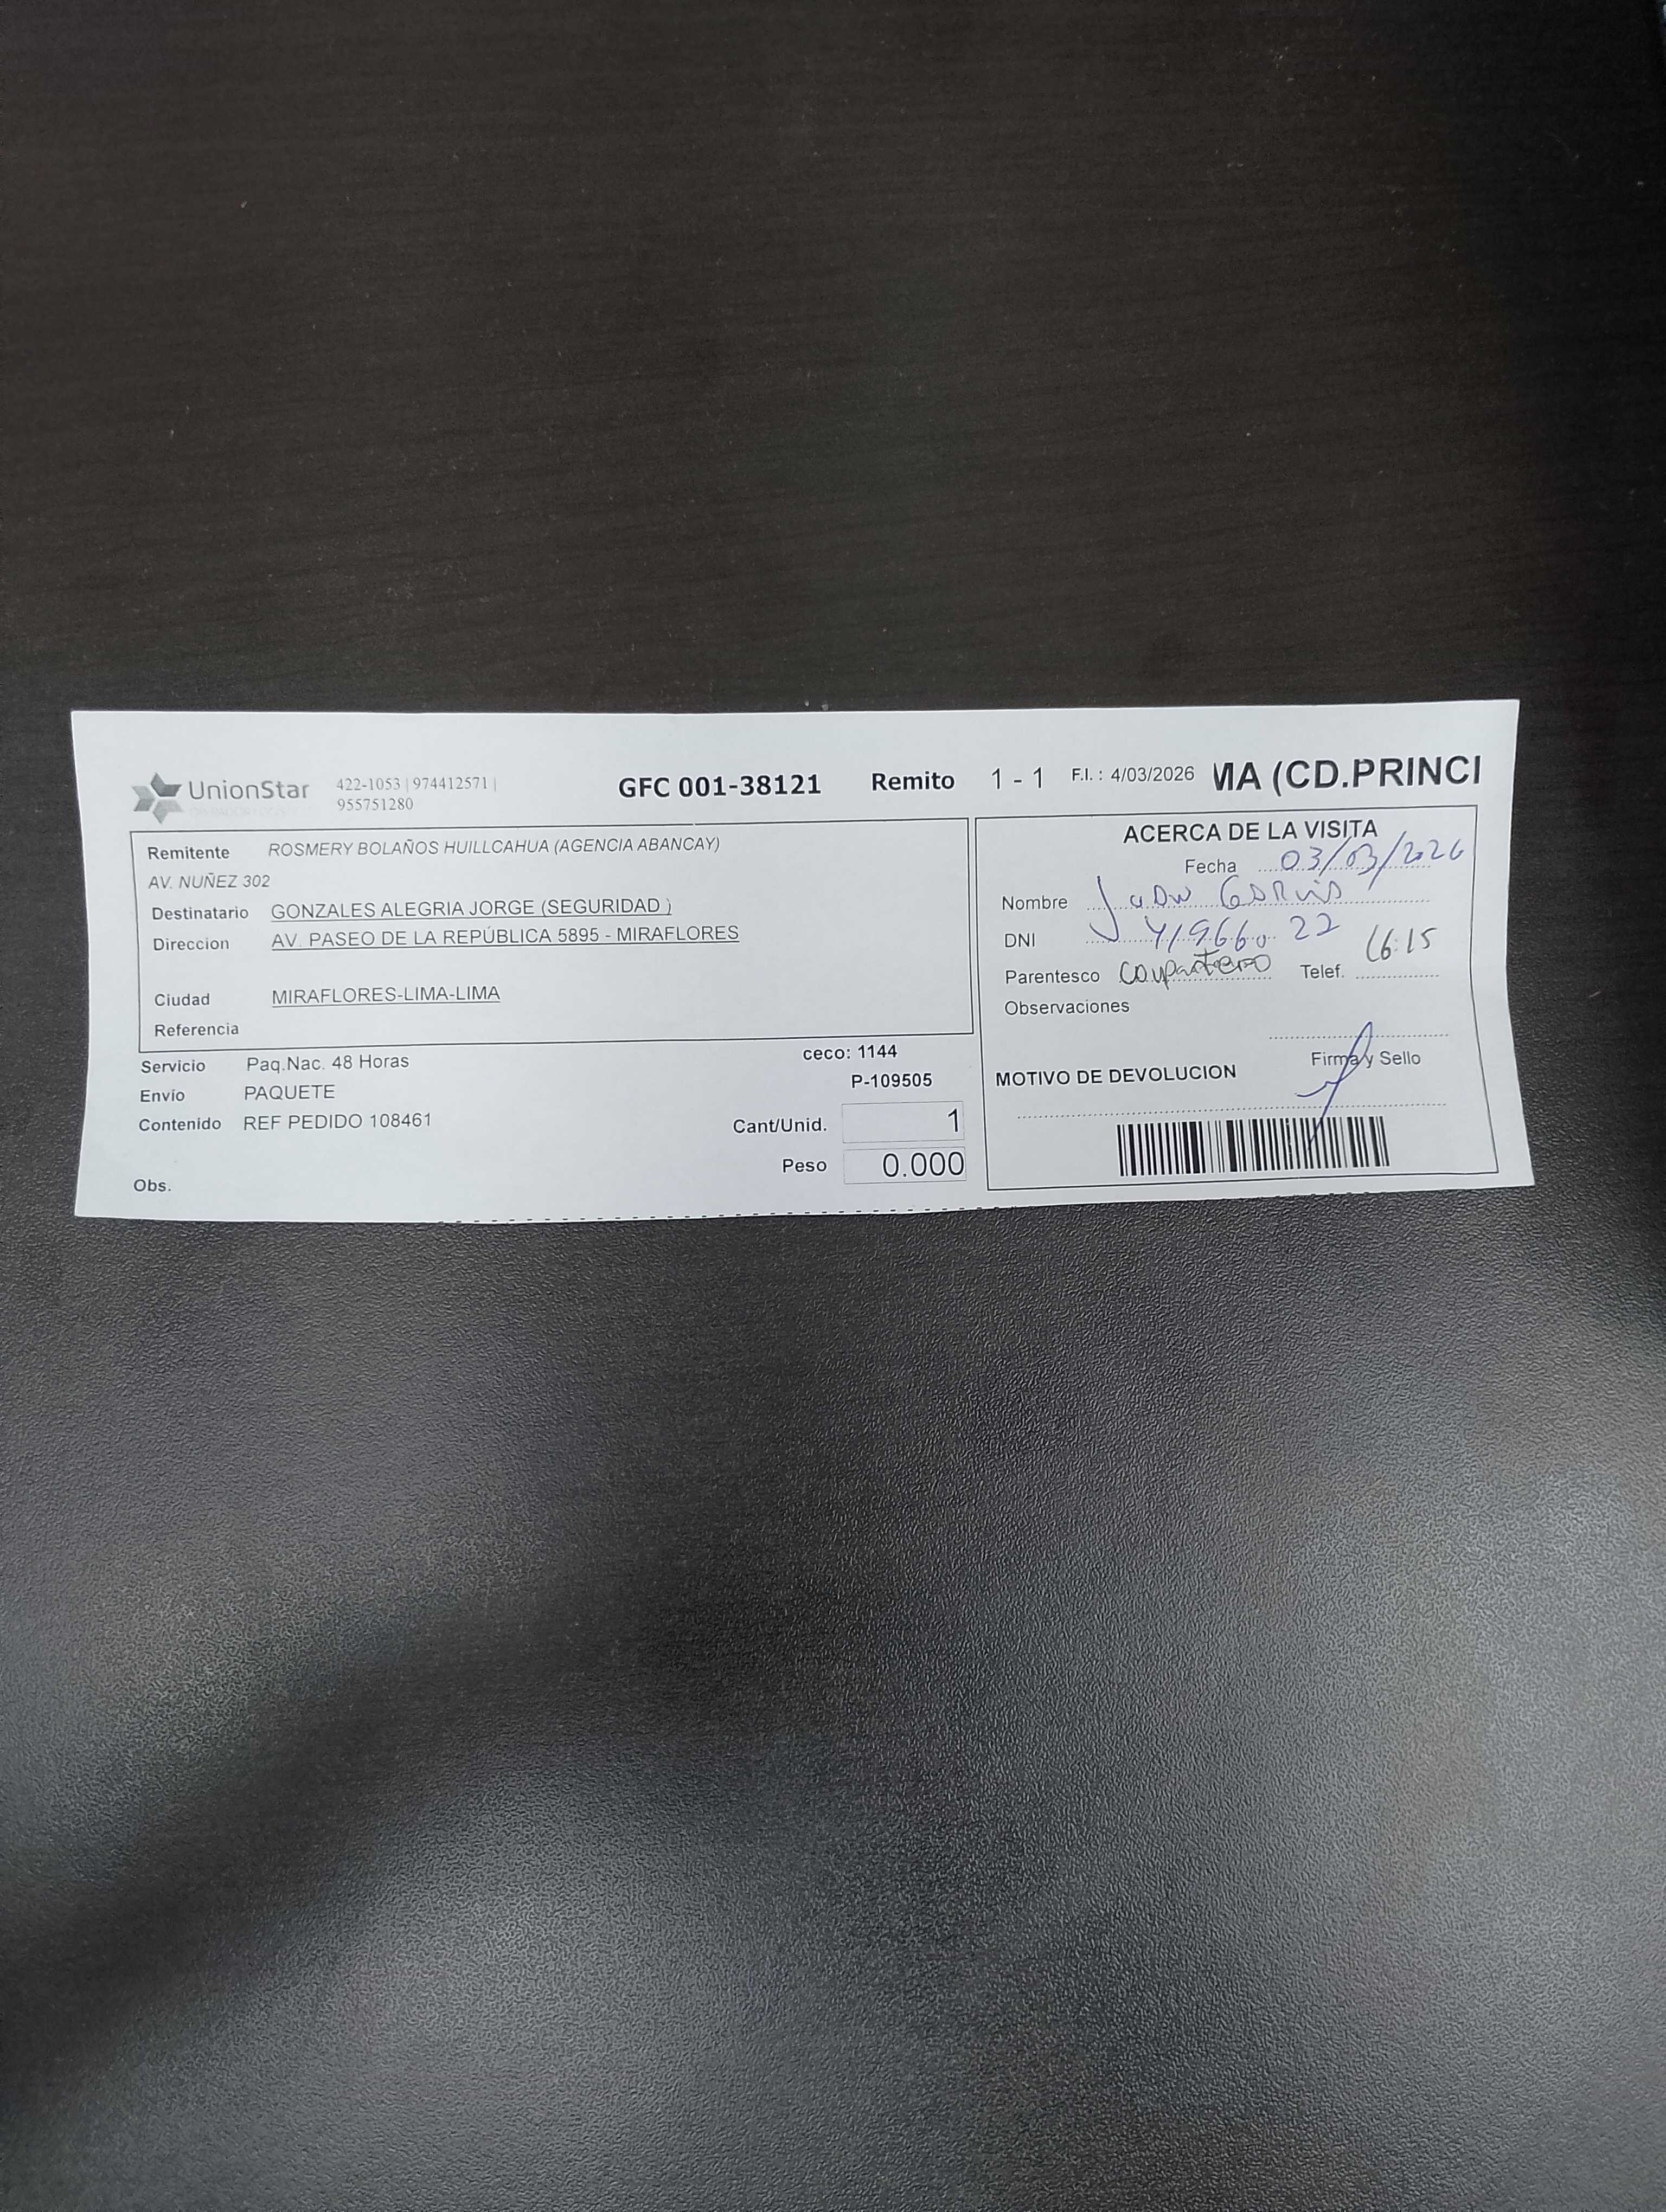 UnionStar 422-1053 | 974412571 | GFC 001-38121 Remito 1 - 1 F.I. : 4/03/2026 MA (CD.PRINCI
955751280
Remitente ROSMERY BOLAÑOS HUILLCAHUA (AGENCIA ABANCAY)
AV. NUÑEZ 302
Destinatario GONZALES ALEGRIA JORGE (SEGURIDAD )
Direccion AV. PASEO DE LA REPÚBLICA 5895 - MIRAFLORES
Ciudad MIRAFLORES-LIMA-LIMA
Referencia
Servicio Paq.Nac. 48 Horas
Envio PAQUETE
Contenido REF PEDIDO 108461
Obs.
ceco: 1144
P-109505
Cant/Unid. 1
Peso 0.000
ACERCA DE LA VISITA
Fecha 03/03/2026
Nombre
DNI
16:15
Parentesco Telef.
Observaciones
Firma y Sello
MOTIVO DE DEVOLUCION